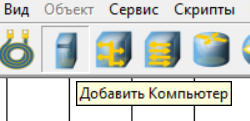 Вид Объект Сервис Скрипты
Добавить Компьютер